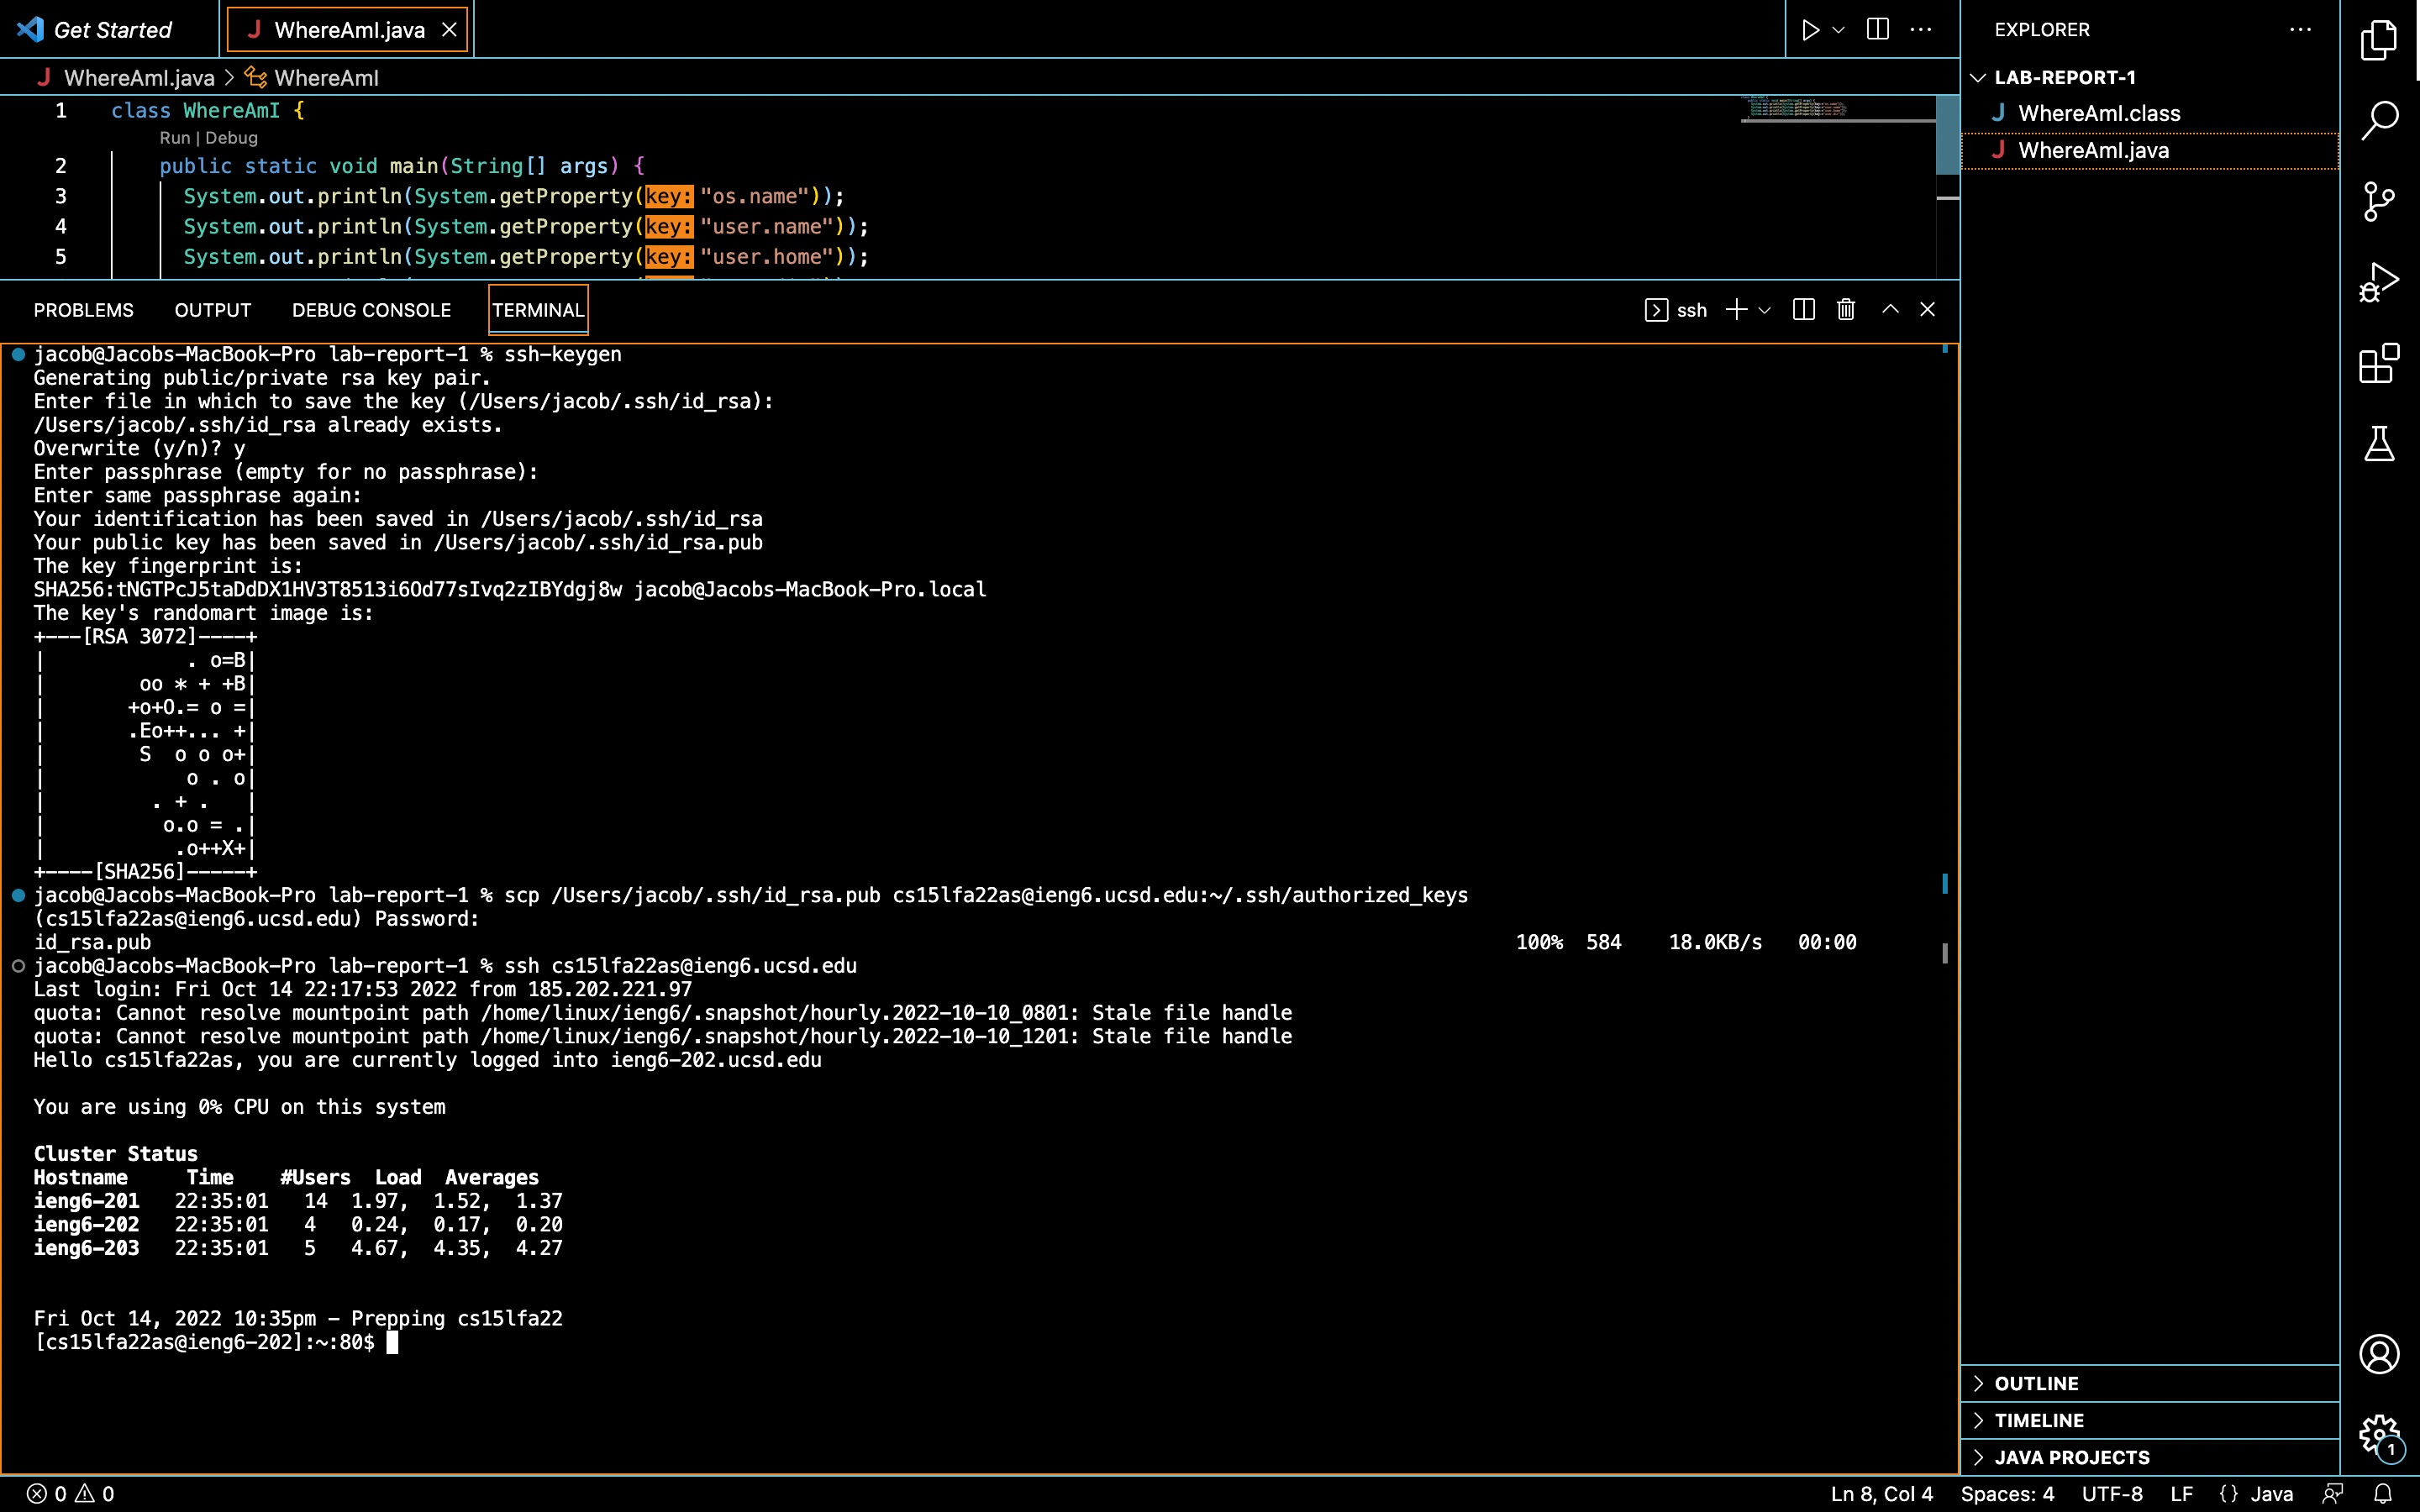 Get Started
WhereAmI.java
WhereAmI.java > WhereAmI
1 class WhereAmI {
Run | Debug
2 public static void main(String[] args) {
3 System.out.println(System.getProperty(key: "os.name"));
4 System.out.println(System.getProperty(key: "user.name"));
5 System.out.println(System.getProperty(key: "user.home"));
EXPLORER
LAB-REPORT-1
WhereAmI.class
WhereAmI.java
PROBLEMS OUTPUT DEBUG CONSOLE TERMINAL
ssh
jacob@Jacobs-MacBook-Pro lab-report-1 % ssh-keygen
Generating public/private rsa key pair.
Enter file in which to save the key (/Users/jacob/.ssh/id_rsa):
/Users/jacob/.ssh/id_rsa already exists.
Overwrite (y/n)? y
Enter passphrase (empty for no passphrase):
Enter same passphrase again:
Your identification has been saved in /Users/jacob/.ssh/id_rsa
Your public key has been saved in /Users/jacob/.ssh/id_rsa.pub
The key fingerprint is:
SHA256:tNGTPcJ5taDdDX1HV3T8513i6Od77sIvq2zIBYdgj8w jacob@Jacobs-MacBook-Pro.local
The key's randomart image is:
+---[RSA 3072]----+
|            . o=B|
|        oo * + +B|
|       +o+O.= o =|
|       .Eo++... +|
|        S  o o o+|
|            o . o|
|         . + .   |
|          o.o = .|
|           .o++X+|
+----[SHA256]-----+
jacob@Jacobs-MacBook-Pro lab-report-1 % scp /Users/jacob/.ssh/id_rsa.pub cs15lfa22as@ieng6.ucsd.edu:~/.ssh/authorized_keys
(cs15lfa22as@ieng6.ucsd.edu) Password:
id_rsa.pub 100% 584 18.0KB/s 00:00
jacob@Jacobs-MacBook-Pro lab-report-1 % ssh cs15lfa22as@ieng6.ucsd.edu
Last login: Fri Oct 14 22:17:53 2022 from 185.202.221.97
quota: Cannot resolve mountpoint path /home/linux/ieng6/.snapshot/hourly.2022-10-10_0801: Stale file handle
quota: Cannot resolve mountpoint path /home/linux/ieng6/.snapshot/hourly.2022-10-10_1201: Stale file handle
Hello cs15lfa22as, you are currently logged into ieng6-202.ucsd.edu
You are using 0% CPU on this system
Cluster Status
Hostname Time #Users Load Averages
ieng6-201 22:35:01 14 1.97, 1.52, 1.37
ieng6-202 22:35:01 4 0.24, 0.17, 0.20
ieng6-203 22:35:01 5 4.67, 4.35, 4.27
Fri Oct 14, 2022 10:35pm - Prepping cs15lfa22
[cs15lfa22as@ieng6-202]:~:80$
OUTLINE
TIMELINE
JAVA PROJECTS
1
0 0
Ln 8, Col 4 Spaces: 4 UTF-8 LF {} Java